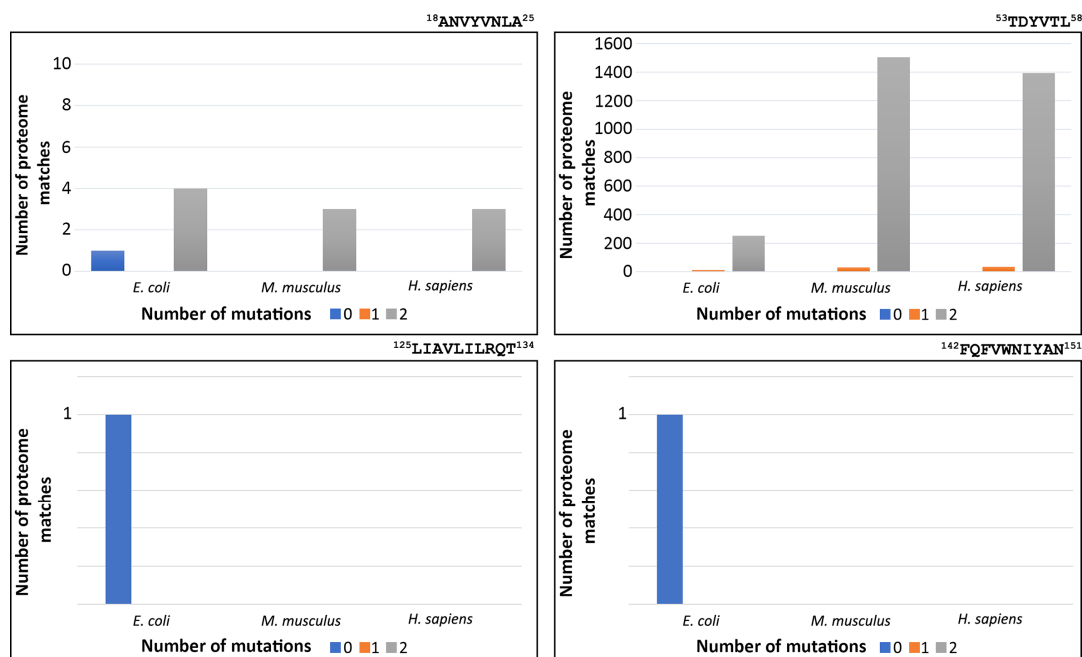 ¹⁸ANVYVNLA²⁵
Number of proteome
matches
10
8
6
4
2
0
E. coli M. musculus H. sapiens
Number of mutations 0 1 2
⁵³TDYVTL⁵⁸
Number of proteome
matches
1600
1400
1200
1000
800
600
400
200
0
E. coli M. musculus H. sapiens
Number of mutations 0 1 2
¹²⁵LIAVLILRQT¹³⁴
Number of proteome
matches
1
E. coli M. musculus H. sapiens
Number of mutations 0 1 2
¹⁴²FQFVWNIYAN¹⁵¹
Number of proteome
matches
1
E. coli M. musculus H. sapiens
Number of mutations 0 1 2